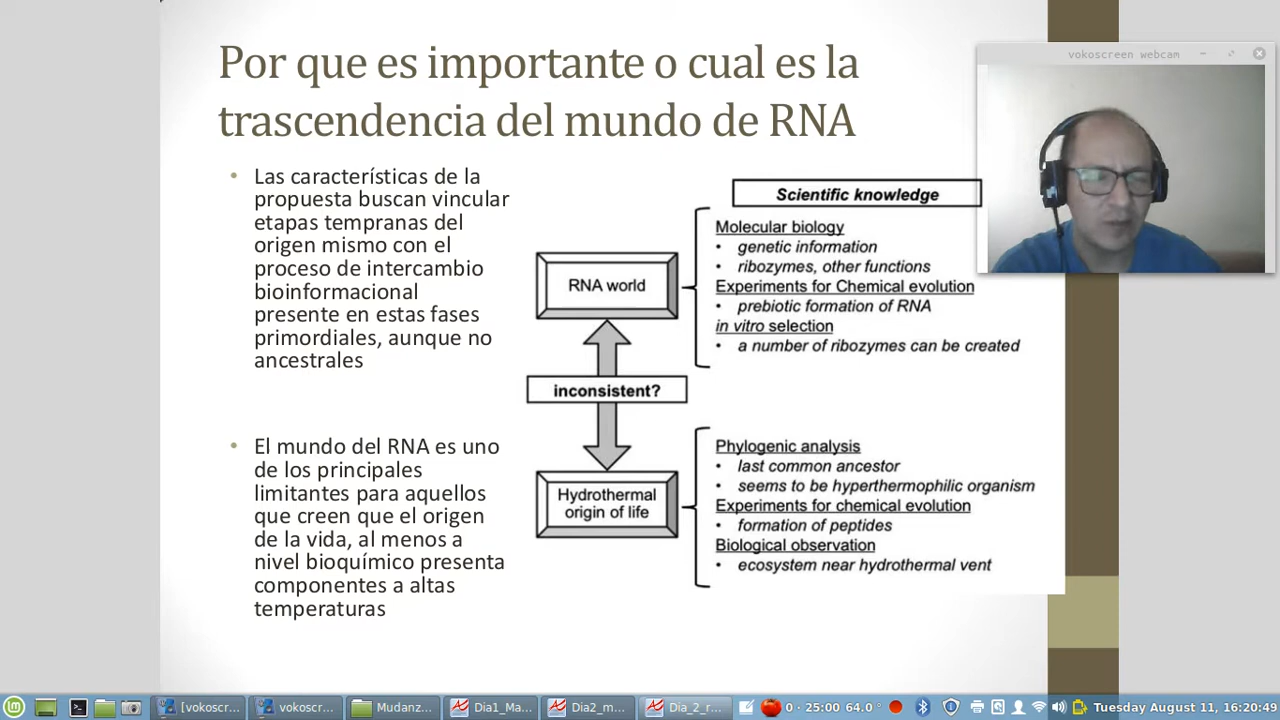 Por que es importante o cual es la
trascendencia del mundo de RNA
vokoscreen webcam
• Las características de la
propuesta buscan vincular
etapas tempranas del
origen mismo con el
proceso de intercambio
bioinformacional
presente en estas fases
primordiales, aunque no
ancestrales
• El mundo del RNA es uno
de los principales
limitantes para aquellos
que creen que el origen
de la vida, al menos a
nivel bioquímico presenta
componentes a altas
temperaturas
Scientific knowledge
RNA world
Molecular biology
• genetic information
• ribozymes, other functions
Experiments for Chemical evolution
• prebiotic formation of RNA
in vitro selection
• a number of ribozymes can be created
inconsistent?
Hydrothermal
origin of life
Phylogenic analysis
• last common ancestor
• seems to be hyperthermophilic organism
Experiments for chemical evolution
• formation of peptides
Biological observation
• ecosystem near hydrothermal vent
[vokoscr... vokoscr... Mudanz... Dia1_Ma... Dia2_m... Dia_2_r... 0 · 25:00 64.0 ° Tuesday August 11, 16:20:49